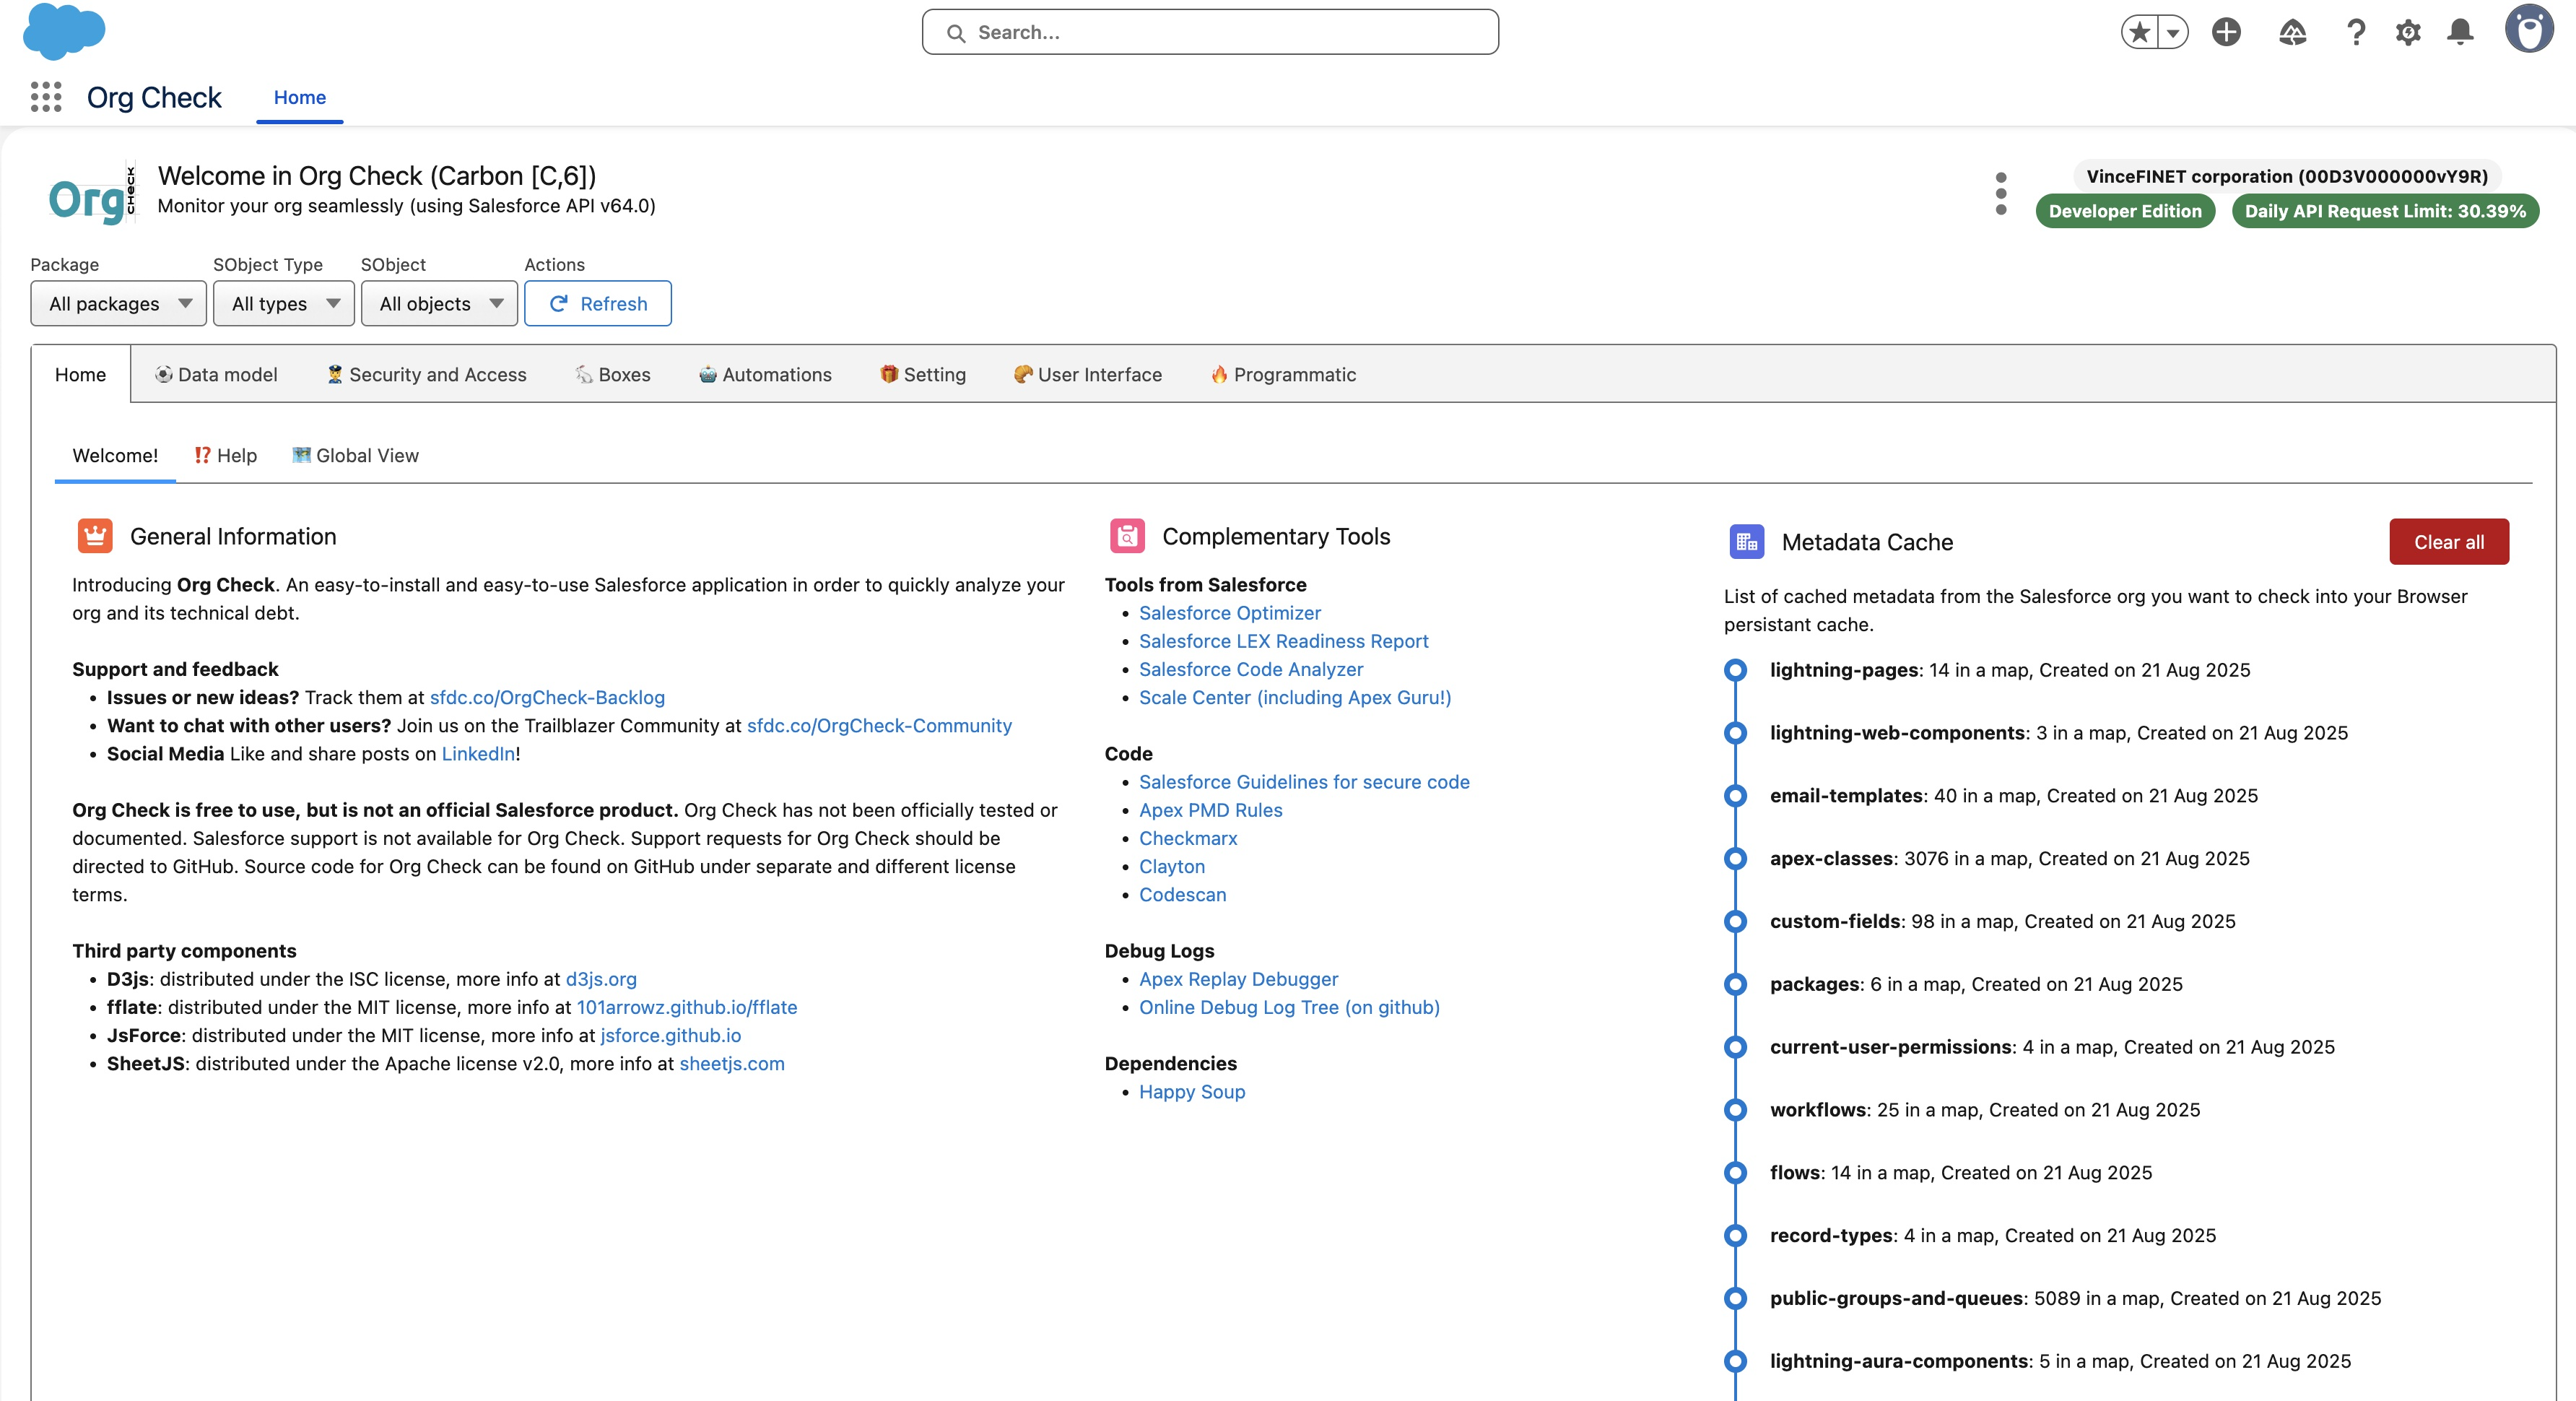 Search...
Org Check
Home
Org CHECK
Welcome in Org Check (Carbon [C,6])
Monitor your org seamlessly (using Salesforce API v64.0)
VinceFINET corporation (00D3V000000vY9R)
Developer Edition
Daily API Request Limit: 30.39%
Package
SObject Type
SObject
Actions
All packages
All types
All objects
Refresh
Home
Data model
Security and Access
Boxes
Automations
Setting
User Interface
Programmatic
Welcome!
⁉ Help
Global View
General Information
Introducing Org Check. An easy-to-install and easy-to-use Salesforce application in order to quickly analyze your
org and its technical debt.
Support and feedback
• Issues or new ideas? Track them at sfdc.co/OrgCheck-Backlog
• Want to chat with other users? Join us on the Trailblazer Community at sfdc.co/OrgCheck-Community
• Social Media Like and share posts on LinkedIn!
Org Check is free to use, but is not an official Salesforce product. Org Check has not been officially tested or
documented. Salesforce support is not available for Org Check. Support requests for Org Check should be
directed to GitHub. Source code for Org Check can be found on GitHub under separate and different license
terms.
Third party components
• D3js: distributed under the ISC license, more info at d3js.org
• fflate: distributed under the MIT license, more info at 101arrowz.github.io/fflate
• JsForce: distributed under the MIT license, more info at jsforce.github.io
• SheetJS: distributed under the Apache license v2.0, more info at sheetjs.com
Complementary Tools
Tools from Salesforce
• Salesforce Optimizer
• Salesforce LEX Readiness Report
• Salesforce Code Analyzer
• Scale Center (including Apex Guru!)
Code
• Salesforce Guidelines for secure code
• Apex PMD Rules
• Checkmarx
• Clayton
• Codescan
Debug Logs
• Apex Replay Debugger
• Online Debug Log Tree (on github)
Dependencies
• Happy Soup
Metadata Cache
Clear all
List of cached metadata from the Salesforce org you want to check into your Browser
persistant cache.
lightning-pages: 14 in a map, Created on 21 Aug 2025
lightning-web-components: 3 in a map, Created on 21 Aug 2025
email-templates: 40 in a map, Created on 21 Aug 2025
apex-classes: 3076 in a map, Created on 21 Aug 2025
custom-fields: 98 in a map, Created on 21 Aug 2025
packages: 6 in a map, Created on 21 Aug 2025
current-user-permissions: 4 in a map, Created on 21 Aug 2025
workflows: 25 in a map, Created on 21 Aug 2025
flows: 14 in a map, Created on 21 Aug 2025
record-types: 4 in a map, Created on 21 Aug 2025
public-groups-and-queues: 5089 in a map, Created on 21 Aug 2025
lightning-aura-components: 5 in a map, Created on 21 Aug 2025